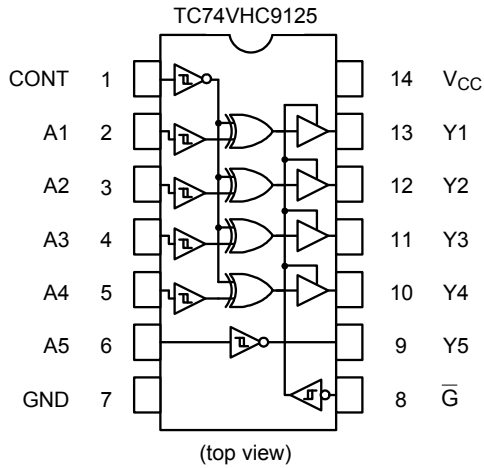 TC74VHC9125
CONT 1 14 VCC
A1 2 13 Y1
A2 3 12 Y2
A3 4 11 Y3
A4 5 10 Y4
A5 6 9 Y5
GND 7 8 G̅
(top view)